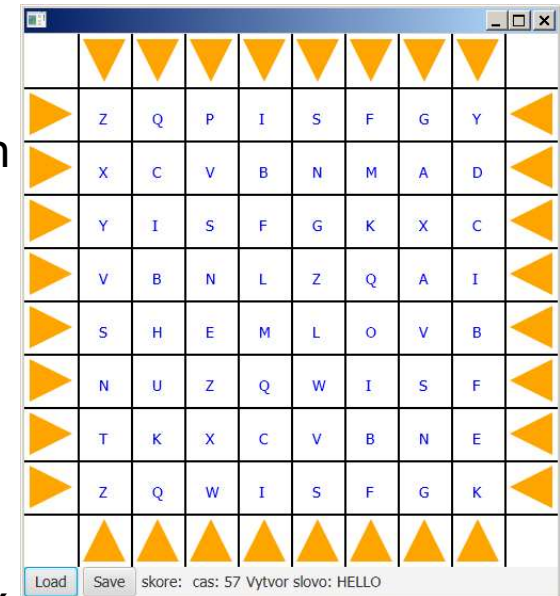 n
Z Q P I S F G Y
X C V B N M A D
Y I S F G K X C
V B N L Z Q A I
S H E M L O V B
N U Z Q W I S F
T K X C V B N E
Z Q W I S F G K
Load Save skore: cas: 57 Vytvor slovo: HELLO